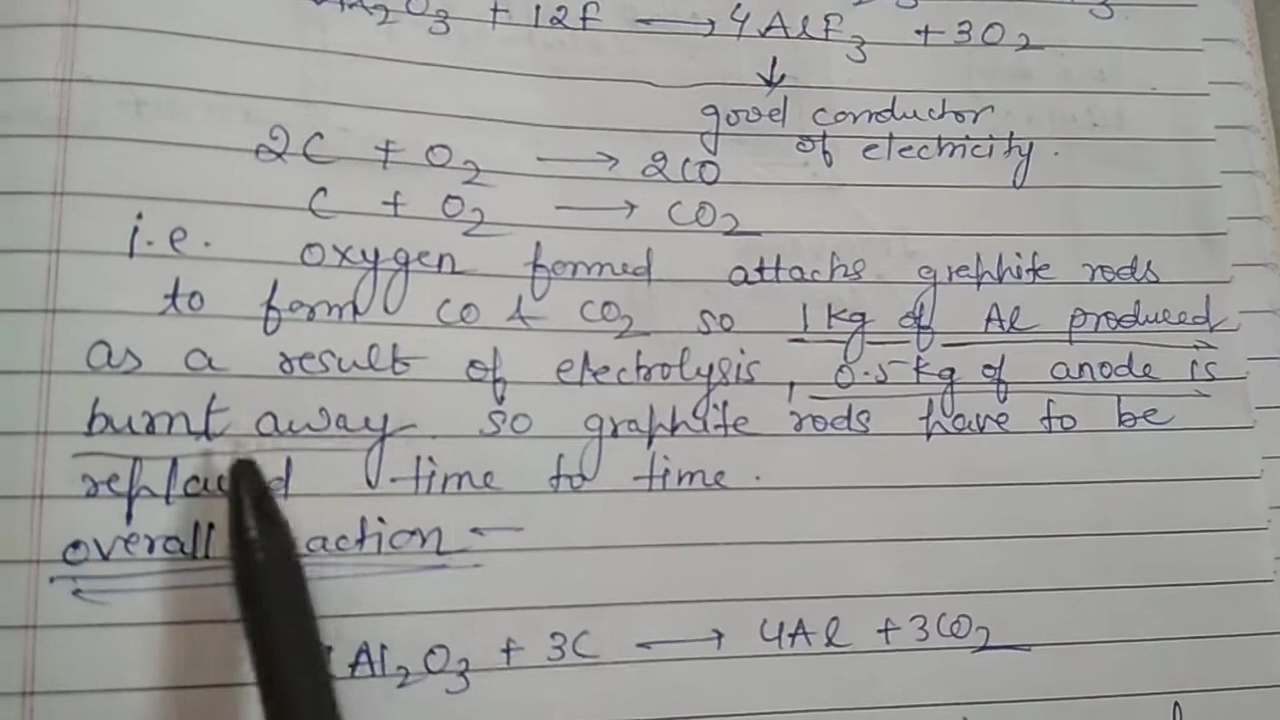 ₂O₃ + 12F ⟶ 4AlF₃ + 3O₂
↓
good conductor
of electricity.
2C + O₂ ⟶ 2CO
C + O₂ ⟶ CO₂
i.e. oxygen formed attacks graphite rods
to form CO & CO₂ so 1 kg of Al produced
as a result of electrolysis, 0.5 kg of anode is
burnt away so graphite rods have to be
replaced time to time.
overall action –
Al₂O₃ + 3C ⟶ 4Al + 3CO₂